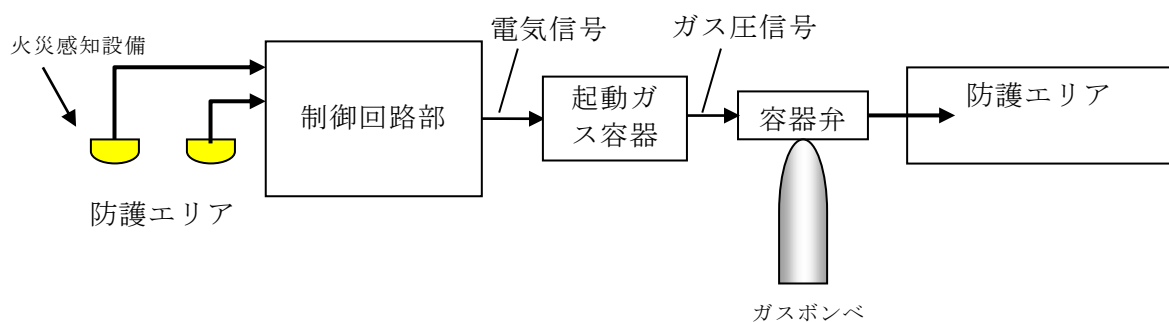 火災感知設備
防護エリア
制御回路部
電気信号
起動ガ
ス容器
ガス圧信号
容器弁
ガスボンベ
防護エリア